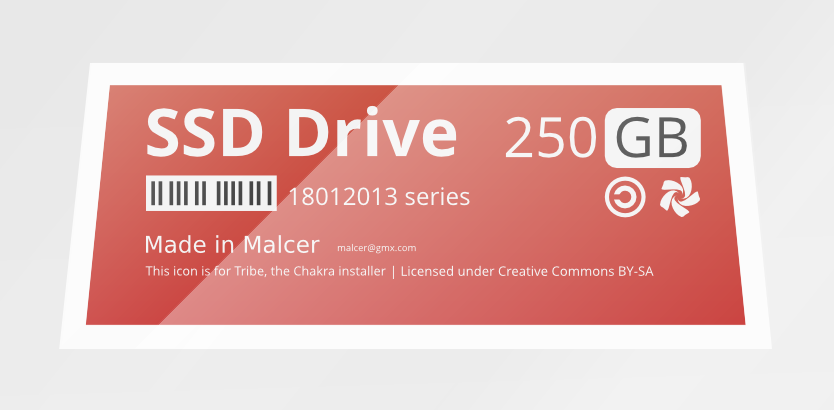 SSD Drive 250 GB
18012013 series
Made in Malcer malcer@gmx.com
This icon is for Tribe, the Chakra installer | Licensed under Creative Commons BY-SA